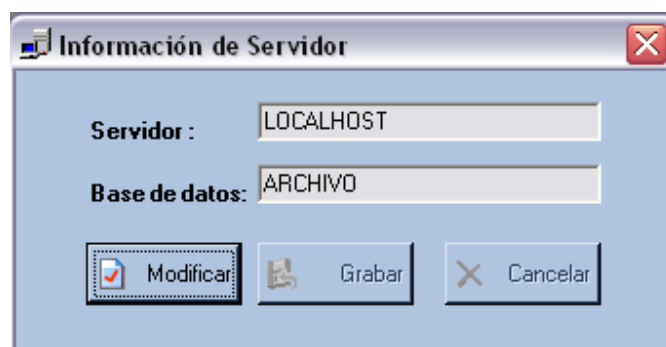 Información de Servidor
Servidor : LOCALHOST
Base de datos: ARCHIVO
Modificar Grabar Cancelar